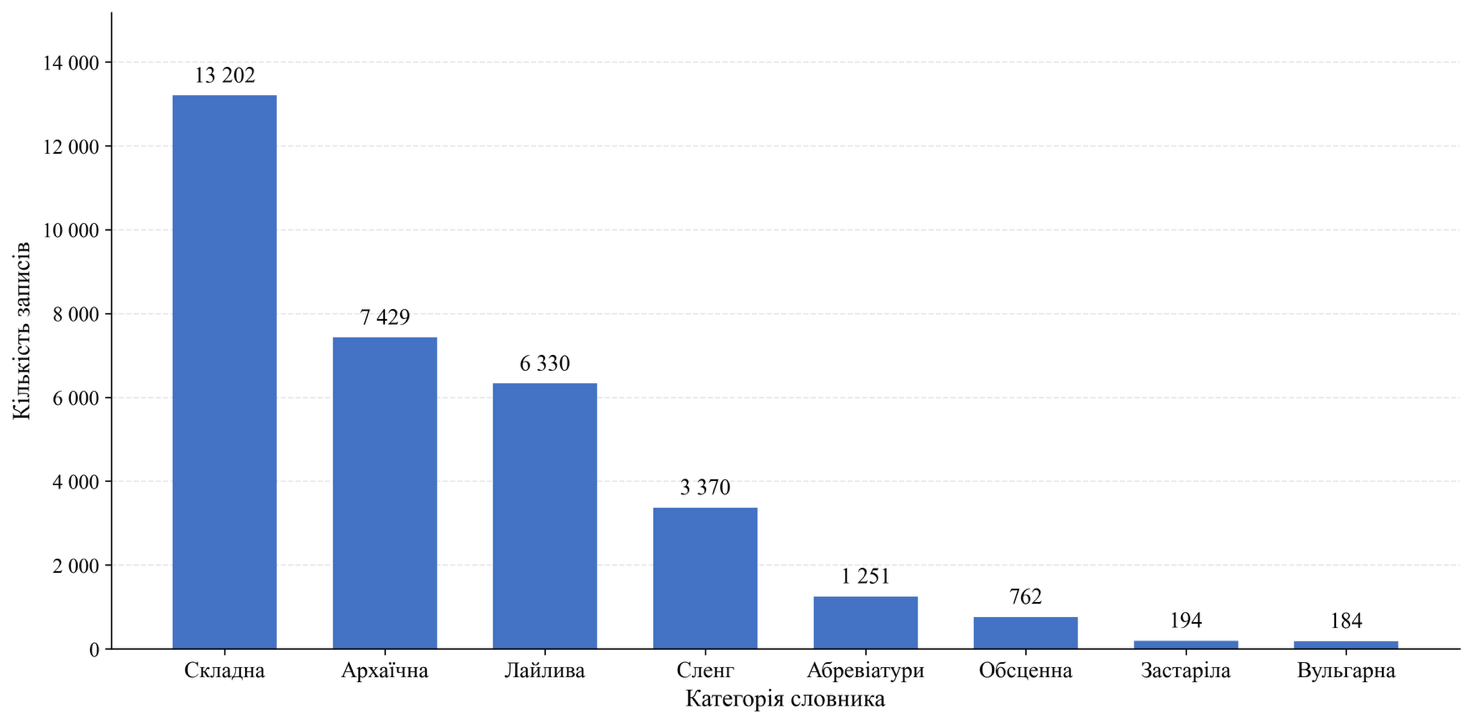 Кількість записів
14 000
12 000
10 000
8 000
6 000
4 000
2 000
0
13 202
7 429
6 330
3 370
1 251
762
194
184
Складна
Архаїчна
Лайлива
Сленг
Абревіатури
Обсценна
Застаріла
Вульгарна
Категорія словника